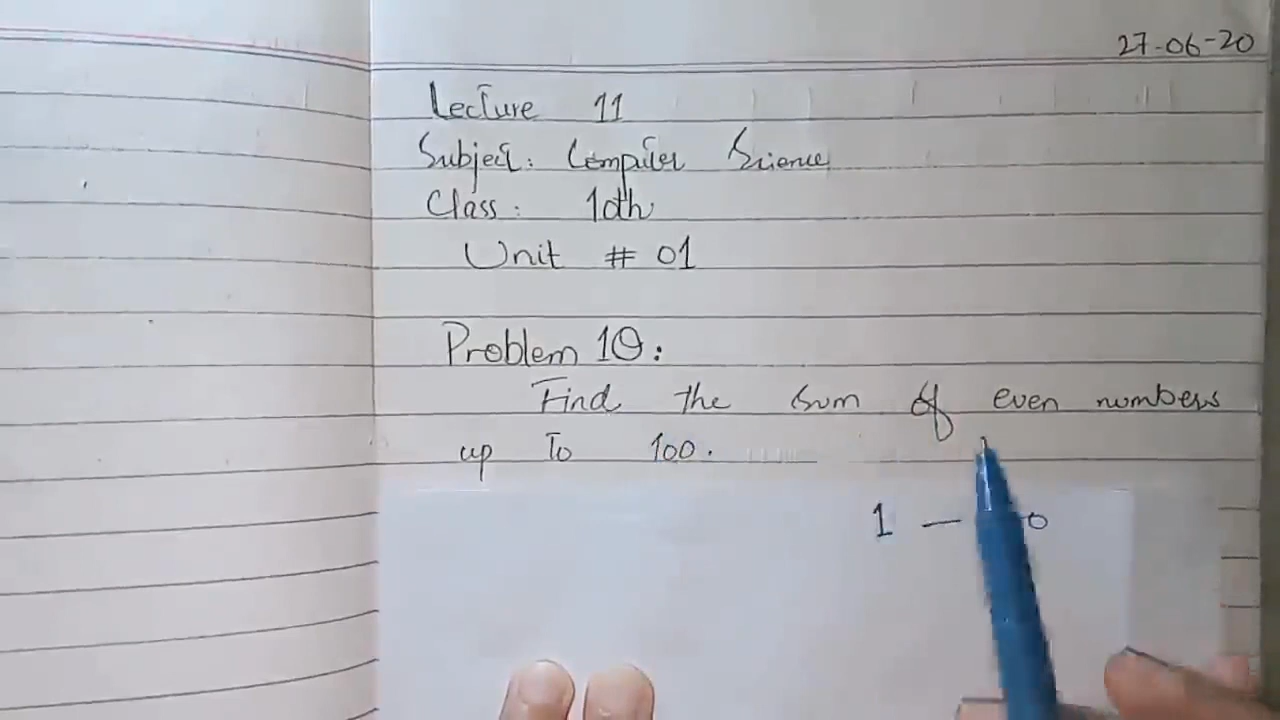 27-06-20
Lecture 11
Subject: Computer Science
Class: 10th
Unit # 01
Problem 10:
Find the sum of even numbers
up to 100.
1 —